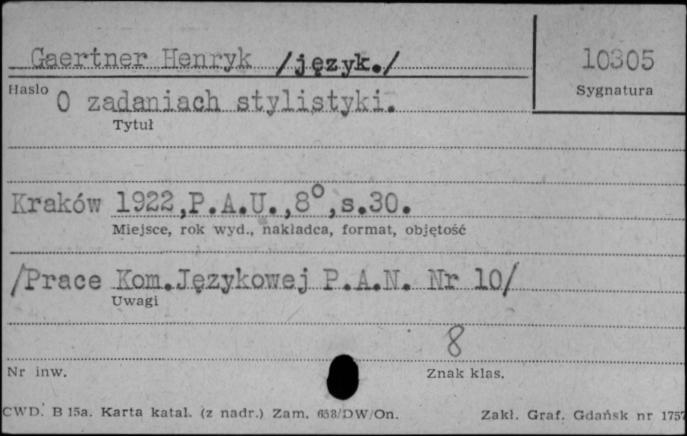 Gaertner Henryk /język./
10305
Hasło
Sygnatura
O zadaniach stylistyki.
Tytuł
Kraków 1922,P.A.U.,8°,s.30.
Miejsce, rok wyd., nakładca, format, objętość
/Prace Kom.Językowej P.A.N. Nr 10/
Uwagi
8
Nr inw.
Znak klas.
CWD. B 15a. Karta katal. (z nadr.) Zam. 658/DW/On.
Zakł. Graf. Gdańsk nr 1757